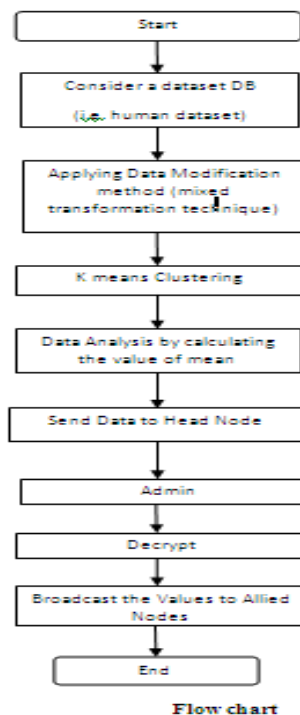 Start
Consider a dataset DB
(i.e. human dataset)
Applying Data Modification
method (mixed
transformation technique)
K means Clustering
Data Analysis by calculating
the value of mean
Send Data to Head Node
Admin
Decrypt
Broadcast the Values to Allied
Nodes
End
Flow chart